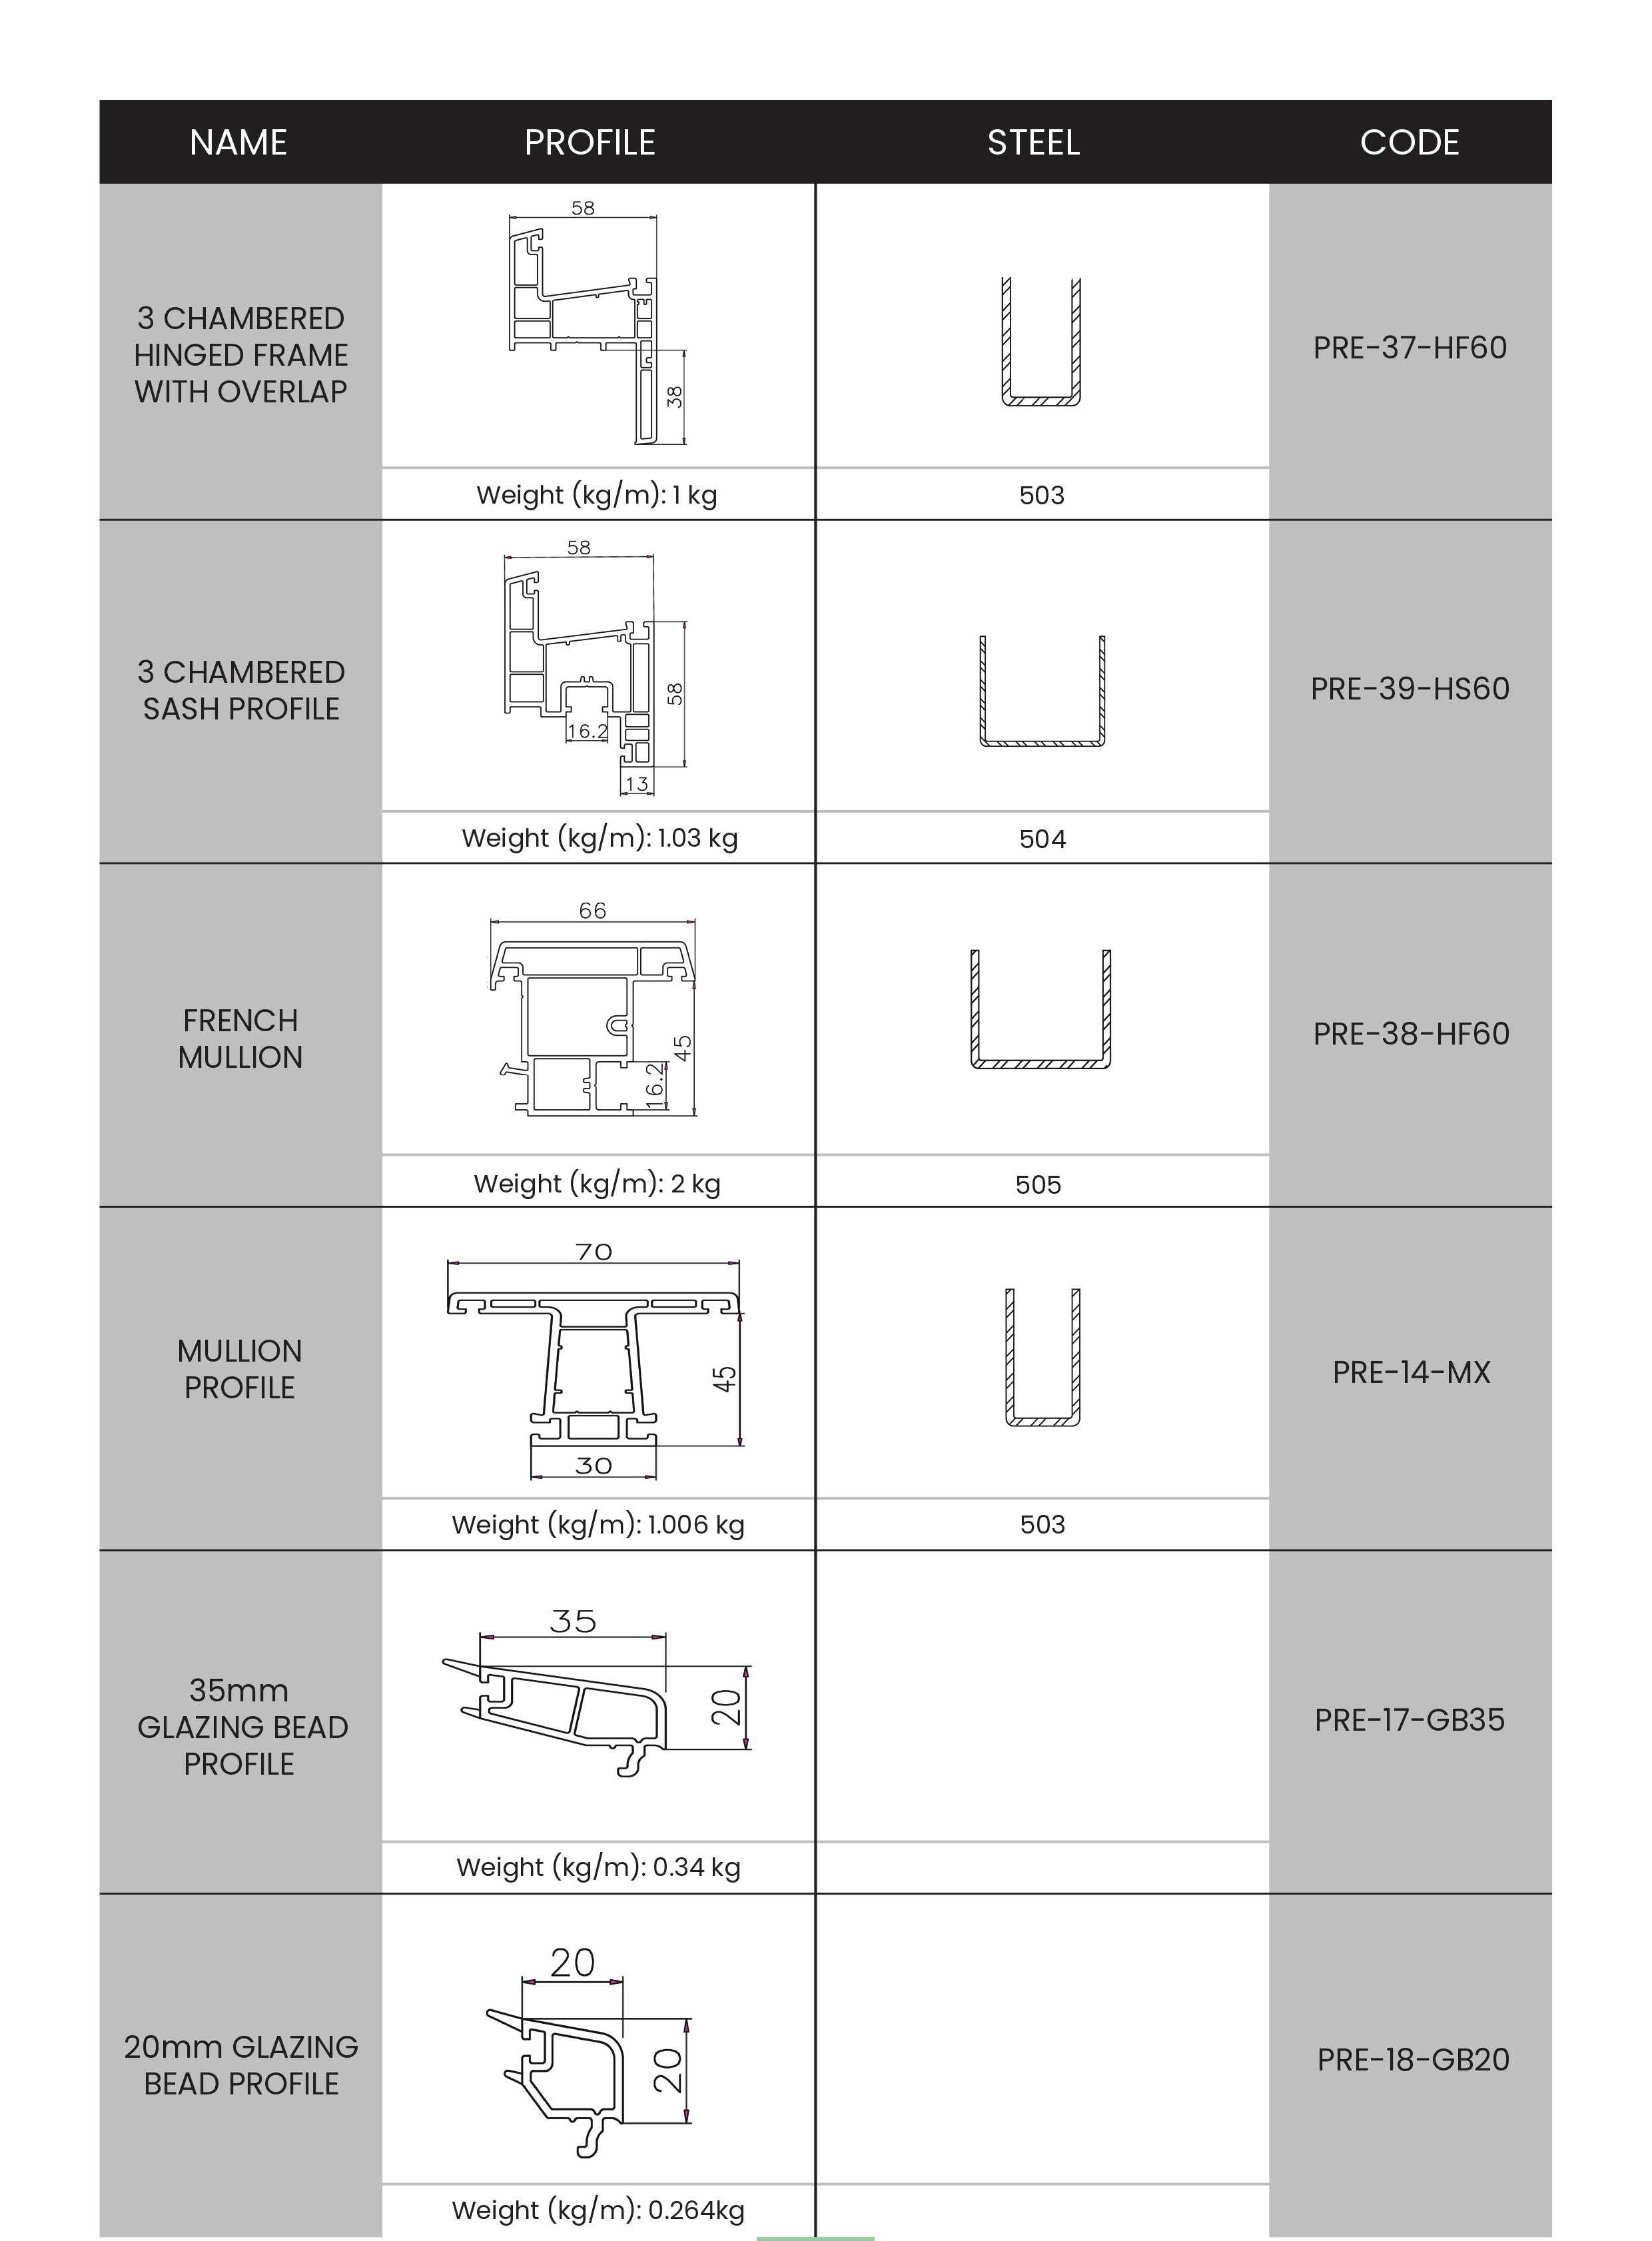 NAME PROFILE STEEL CODE
58
3 CHAMBERED
HINGED FRAME
WITH OVERLAP
38
PRE-37-HF60
Weight (kg/m): 1 kg
503
58
3 CHAMBERED
SASH PROFILE
58
16.2
13
PRE-39-HS60
Weight (kg/m): 1.03 kg
504
66
FRENCH
MULLION
45
16.2
PRE-38-HF60
Weight (kg/m): 2 kg
505
70
MULLION
PROFILE
45
30
PRE-14-MX
Weight (kg/m): 1.006 kg
503
35
35mm
GLAZING BEAD
PROFILE
20
PRE-17-GB35
Weight (kg/m): 0.34 kg
20
20mm GLAZING
BEAD PROFILE
20
PRE-18-GB20
Weight (kg/m): 0.264kg